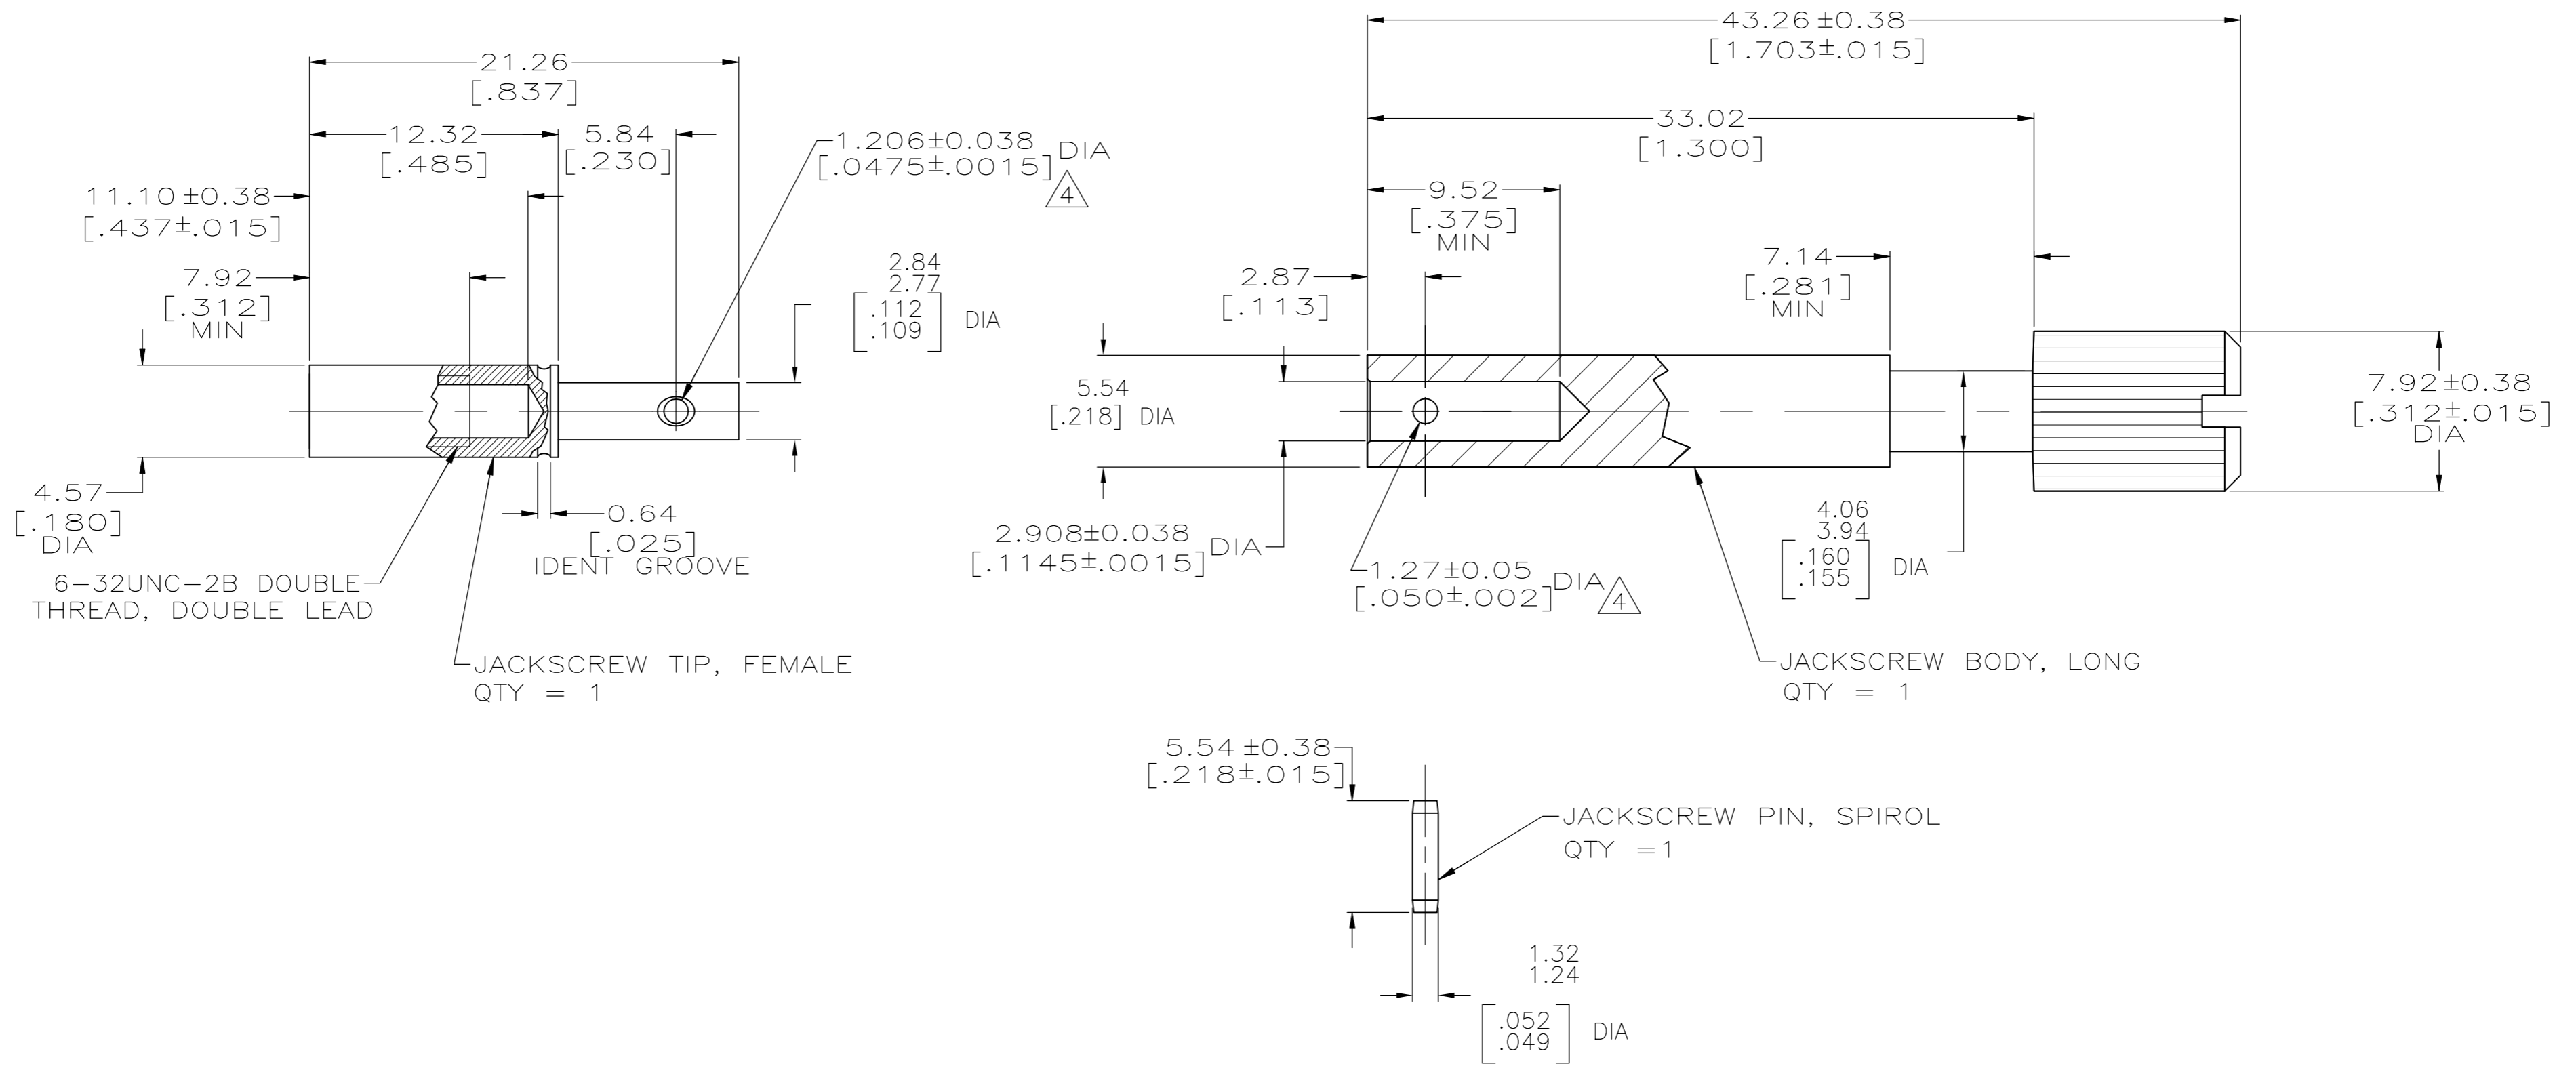 21.26
[.837]
12.32
[.485]
5.84
[.230]
11.10±0.38
[.437±.015]
7.92
[.312]
MIN
1.206±0.038
[.0475±.0015] DIA
4
2.84
2.77
[.112
.109] DIA
4.57
[.180]
DIA
0.64
[.025]
IDENT GROOVE
6-32UNC-2B DOUBLE
THREAD, DOUBLE LEAD
JACKSCREW TIP, FEMALE
QTY = 1
43.26±0.38
[1.703±.015]
33.02
[1.300]
9.52
[.375]
MIN
2.87
[.113]
7.14
[.281]
MIN
5.54
[.218] DIA
7.92±0.38
[.312±.015]
DIA
2.908±0.038
[.1145±.0015] DIA
1.27±0.05
[.050±.002] DIA
4
4.06
3.94
[.160
.155] DIA
JACKSCREW BODY, LONG
QTY = 1
5.54±0.38
[.218±.015]
JACKSCREW PIN, SPIROL
QTY =1
1.32
1.24
[.052
.049] DIA